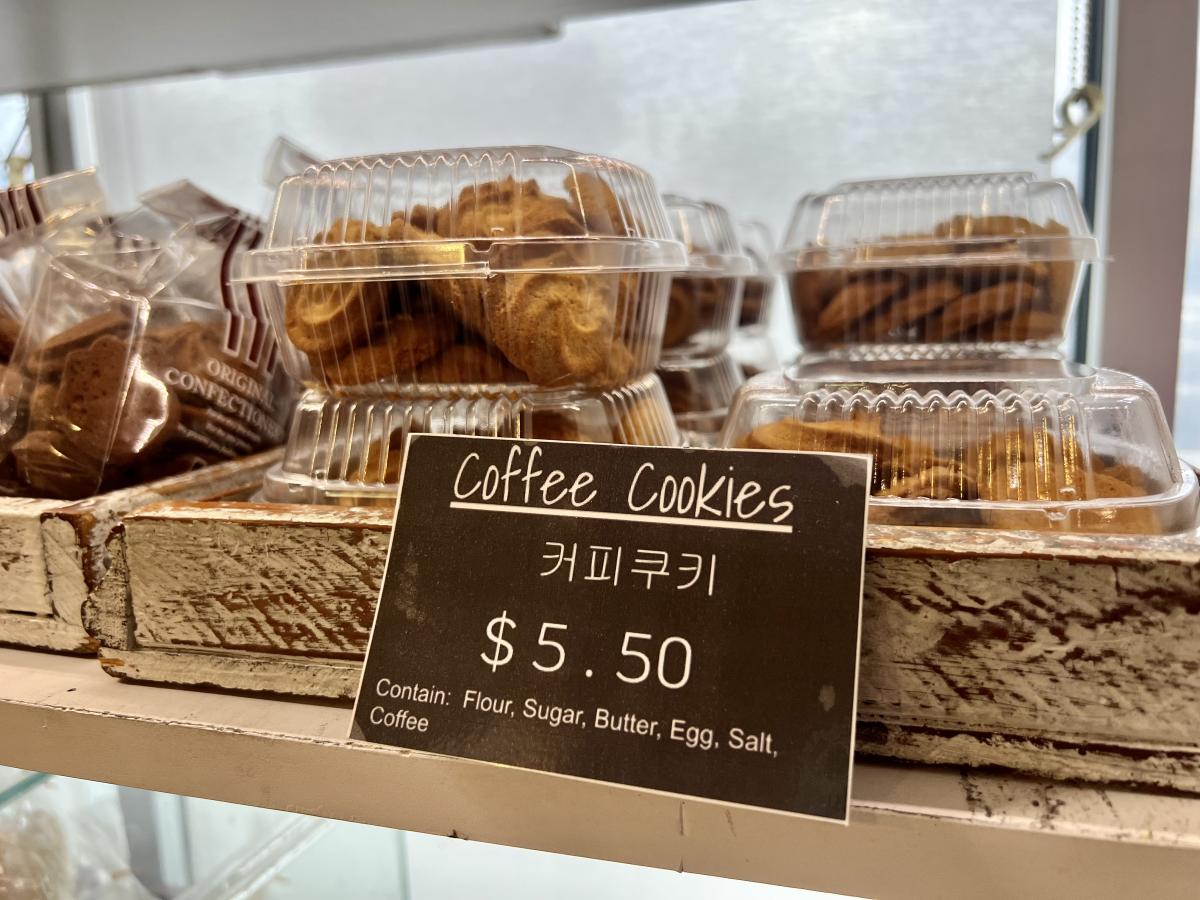 ORIGINAL
CONFECTIONE
Coffee Cookies
커피쿠키
$5.50
Contain: Flour, Sugar, Butter, Egg, Salt,
Coffee